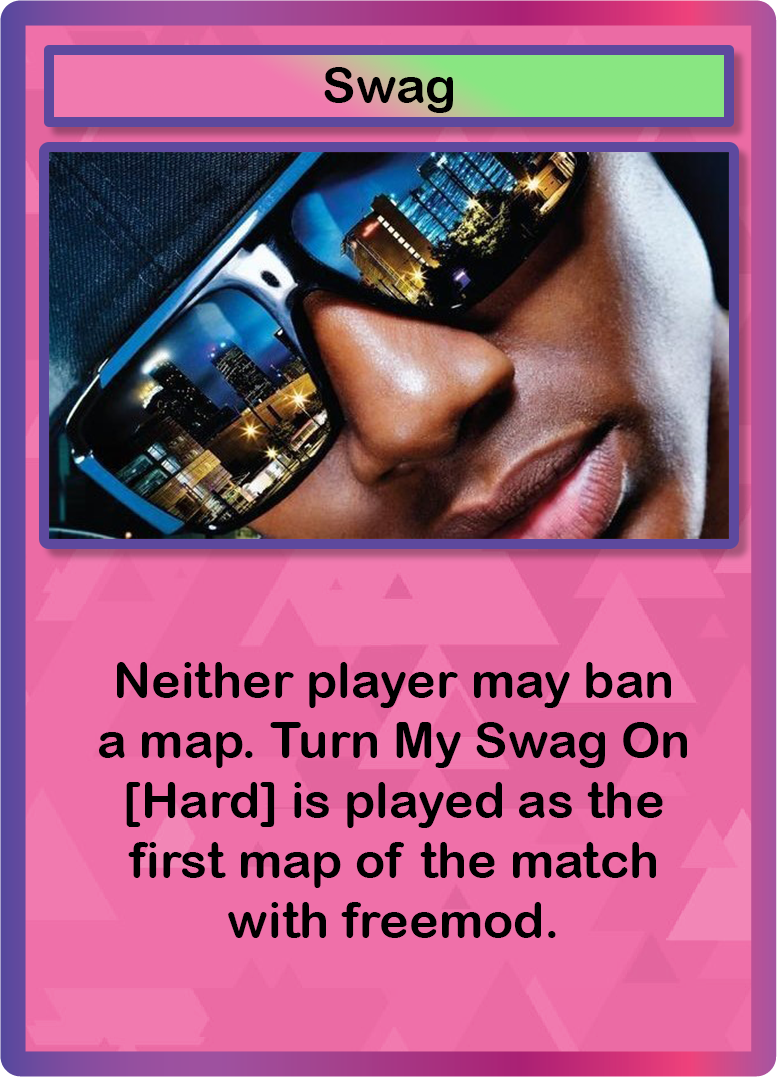 Swag
Neither player may ban
a map. Turn My Swag On
[Hard] is played as the
first map of the match
with freemod.